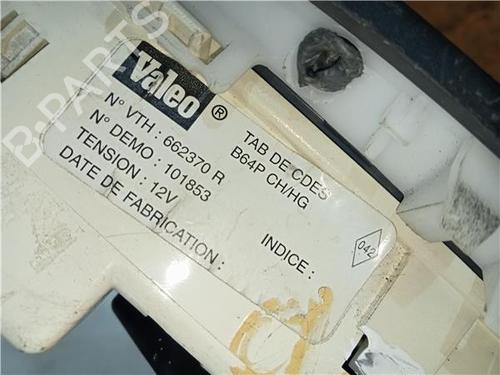 Valeo ®
N° VTH : 662370 R
N° DEMO : 101853
TENSION : 12V
DATE DE FABRICATION :
TAB DE CDES
B64P CH/HG
INDICE :
042
B-PARTS